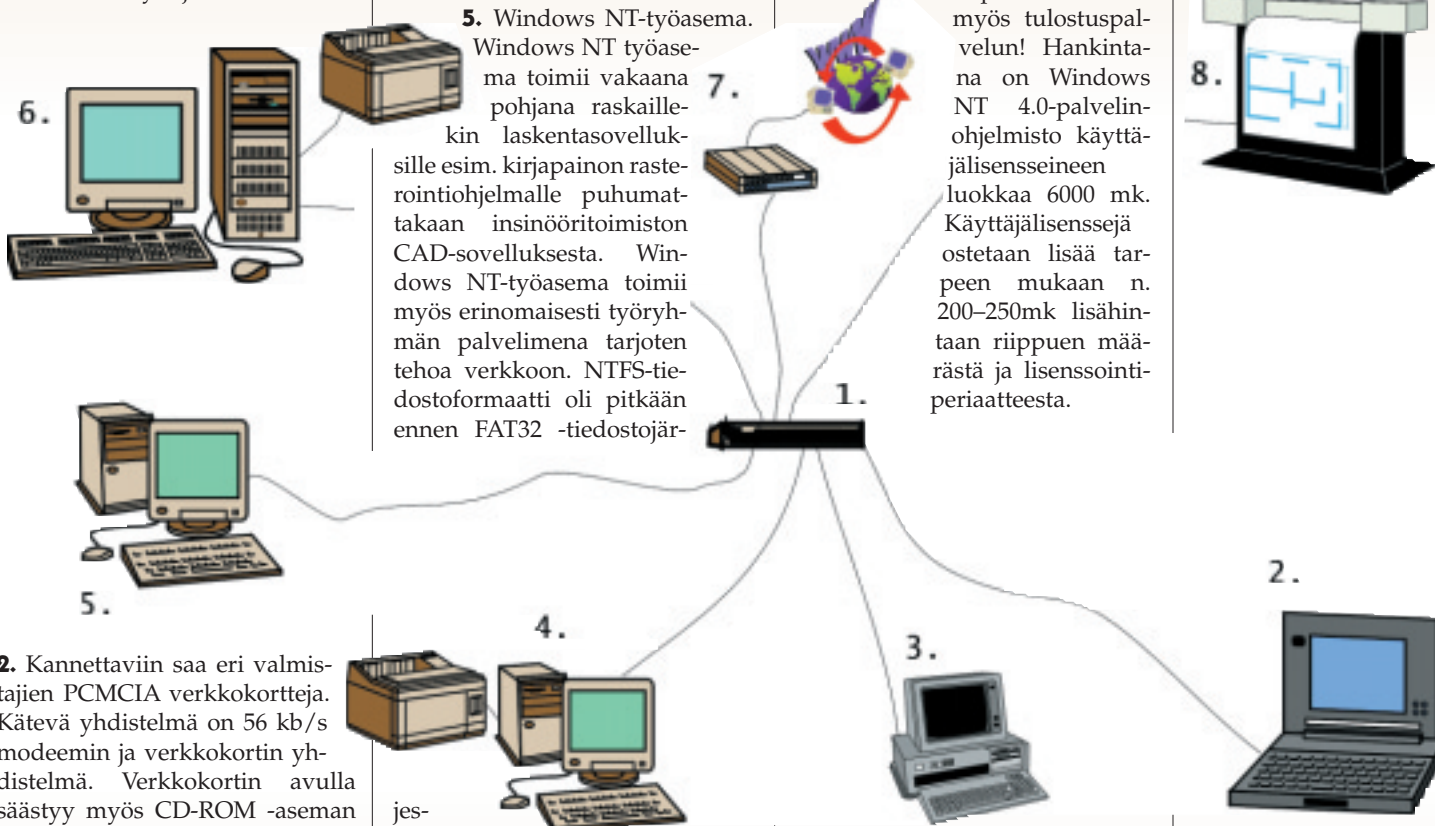 5. Windows NT-työasema.
Windows NT työase-
ma toimii vakaana
pohjana raskaille-
kin laskentasovelluk-
sille esim. kirjapainon raste-
rointiohjelmalle puhumat-
takaan insinööritoimiston
CAD-sovelluksesta. Win-
dows NT-työasema toimii
myös erinomaisesti työryh-
män palvelimena tarjoten
tehoa verkkoon. NTFS-tie-
dostoformaatti oli pitkään
ennen FAT32 -tiedostojär-
myös tulostuspal-
velun! Hankinta-
na on Windows
NT 4.0-palvelin-
ohjelmisto käyttä-
jälisensseineen
luokkaa 6000 mk.
Käyttäjälisenssejä
ostetaan lisää tar-
peen mukaan n.
200–250mk lisähin-
taan riippuen mää-
rästä ja lisenssointi-
periaatteesta.
6.
7.
8.
1.
5.
4.
3.
2.
2. Kannettaviin saa eri valmis-
tajien PCMCIA verkkokortteja.
Kätevä yhdistelmä on 56 kb/s
modeemin ja verkkokortin yh-
distelmä. Verkkokortin avulla
säästyy myös CD-ROM -aseman
jes-